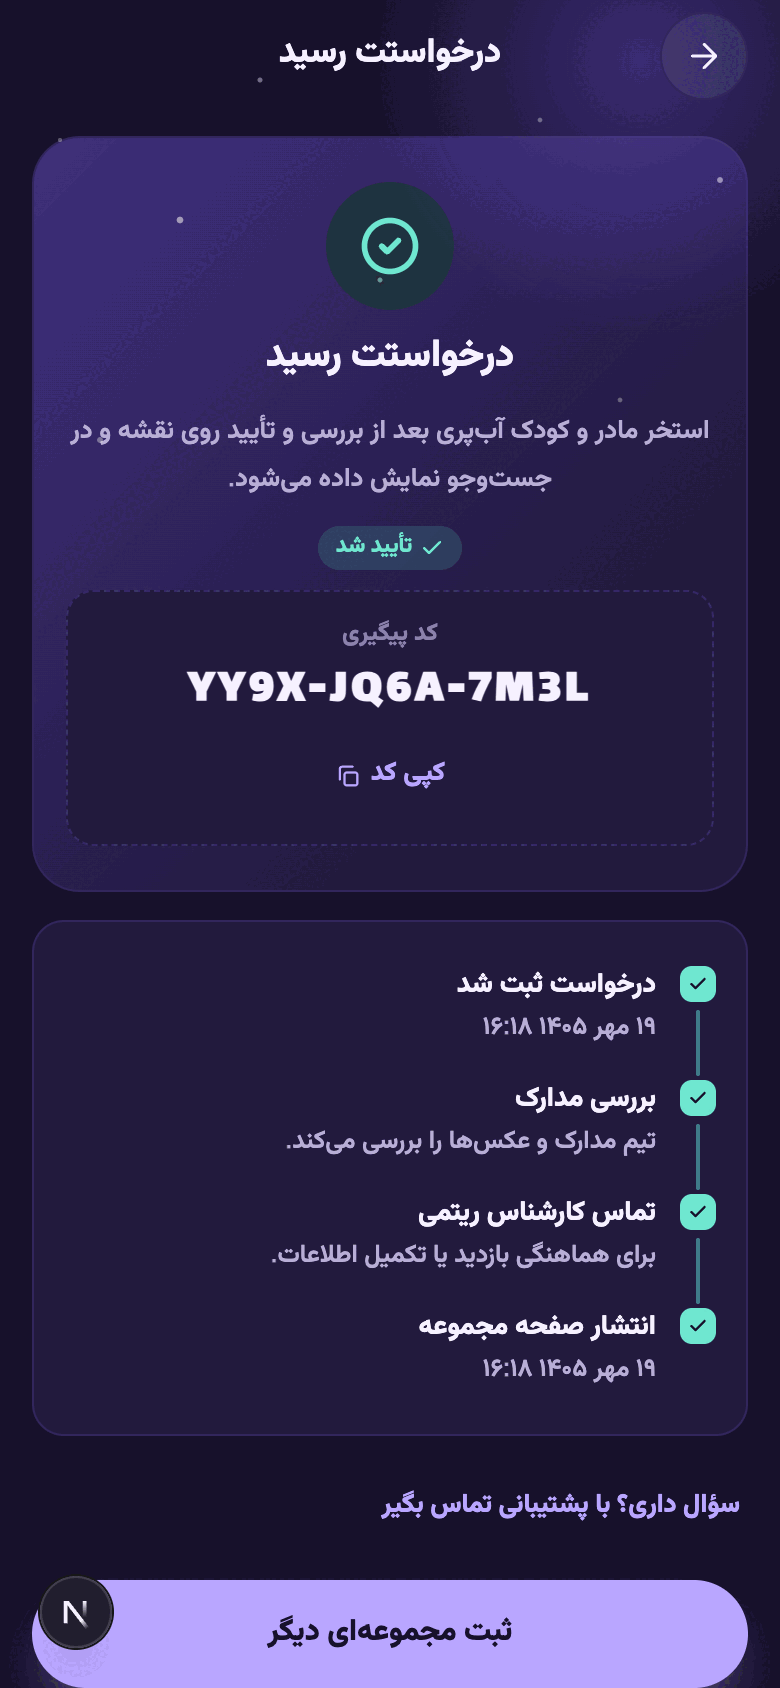 درخواستت رسید
درخواستت رسید
استخر مادر و کودک آب‌پری بعد از بررسی و تأیید روی نقشه و در
جست‌وجو نمایش داده می‌شود.
تأیید شد
کد پیگیری
YY9X-JQ6A-7M3L
کپی کد
درخواست ثبت شد
۱۹ مهر ۱۴۰۵ ۱۶:۱۸
بررسی مدارک
تیم مدارک و عکس‌ها را بررسی می‌کند.
تماس کارشناس ریتمی
برای هماهنگی بازدید یا تکمیل اطلاعات.
انتشار صفحه مجموعه
۱۹ مهر ۱۴۰۵ ۱۶:۱۸
سؤال داری؟ با پشتیبانی تماس بگیر
ثبت مجموعه‌ای دیگر
N